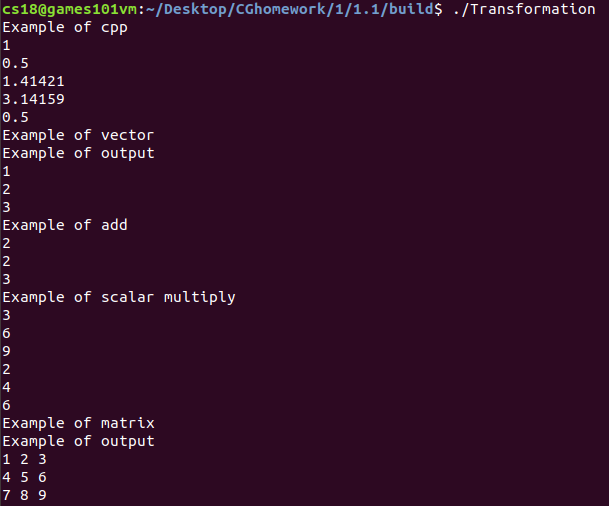 cs18@games101vm:~/Desktop/CGhomework/1/1.1/build$ ./Transformation
Example of cpp
1
0.5
1.41421
3.14159
0.5
Example of vector
Example of output
1
2
3
Example of add
2
2
3
Example of scalar multiply
3
6
9
2
4
6
Example of matrix
Example of output
1 2 3
4 5 6
7 8 9